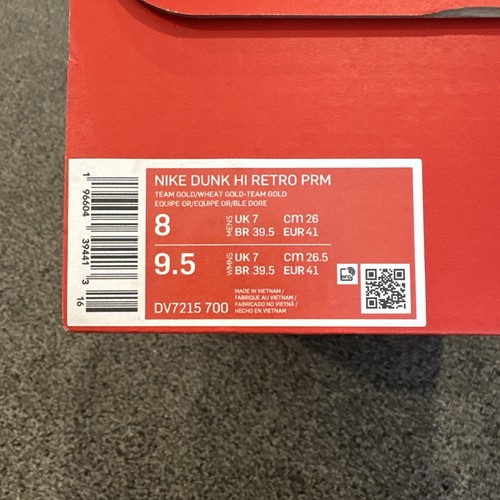 NIKE DUNK HI RETRO PRM
TEAM GOLD/WHEAT GOLD-TEAM GOLD
EQUIPE OR/EQUIPE OR/BLE DORE
8 MENS UK 7 cm 26
BR 39.5 EUR 41
9.5 WMNS UK 7 cm 26.5
BR 39.5 EUR 41
DV7215 700
MADE IN VIETNAM /
FABRIQUE AU VIETNAM /
FABRICADO NO VIETNÃ /
HECHO EN VIETNAM
RFID
1 96604 39441 3
16